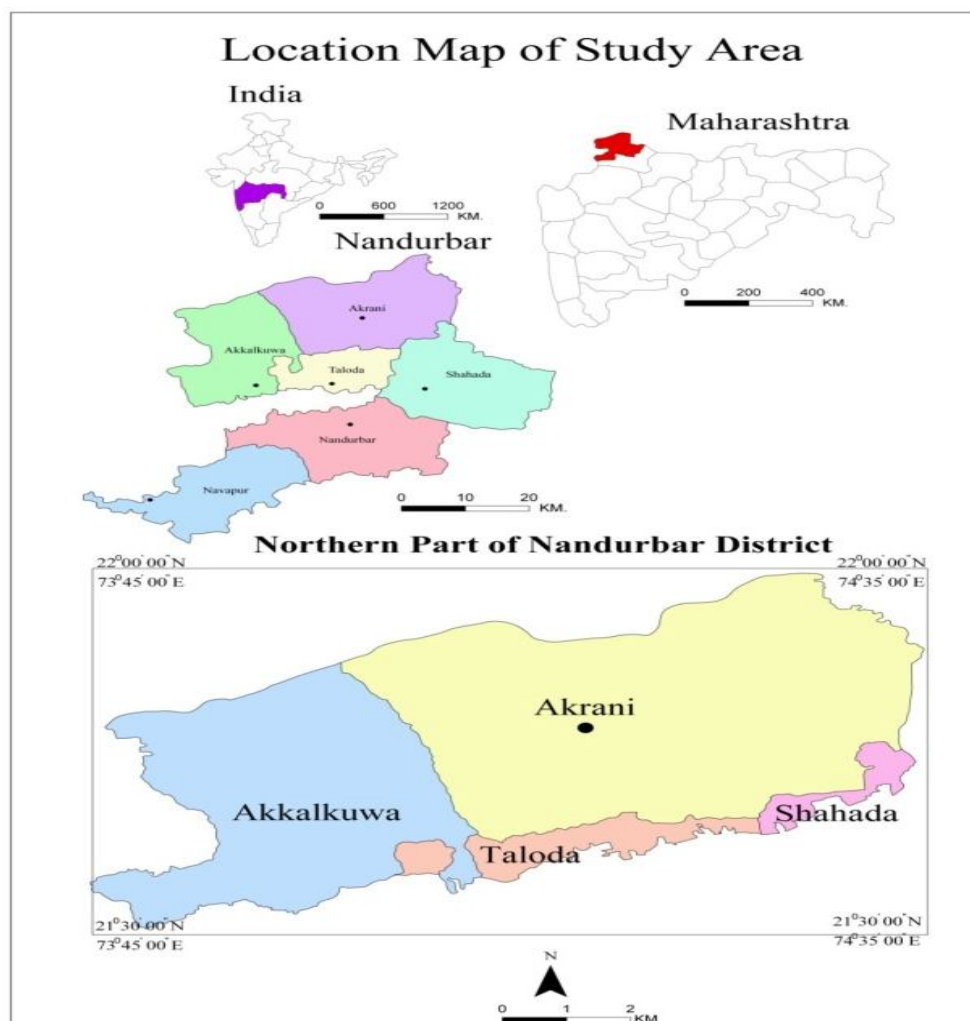 Location Map of Study Area
India
Maharashtra
0 600 1200
KM.
Nandurbar
0 200 400
KM.
Akrani
Akkalkuwa
Taloda
Shahada
Nandurbar
Navapur
0 10 20
KM.
Northern Part of Nandurbar District
22°00'00"N
73°45'00"E
22°00'00"N
74°35'00"E
Akrani
Akkalkuwa
Shahada
Taloda
21°30'00"N
73°45'00"E
21°30'00"N
74°35'00"E
N
0 1 2
KM.